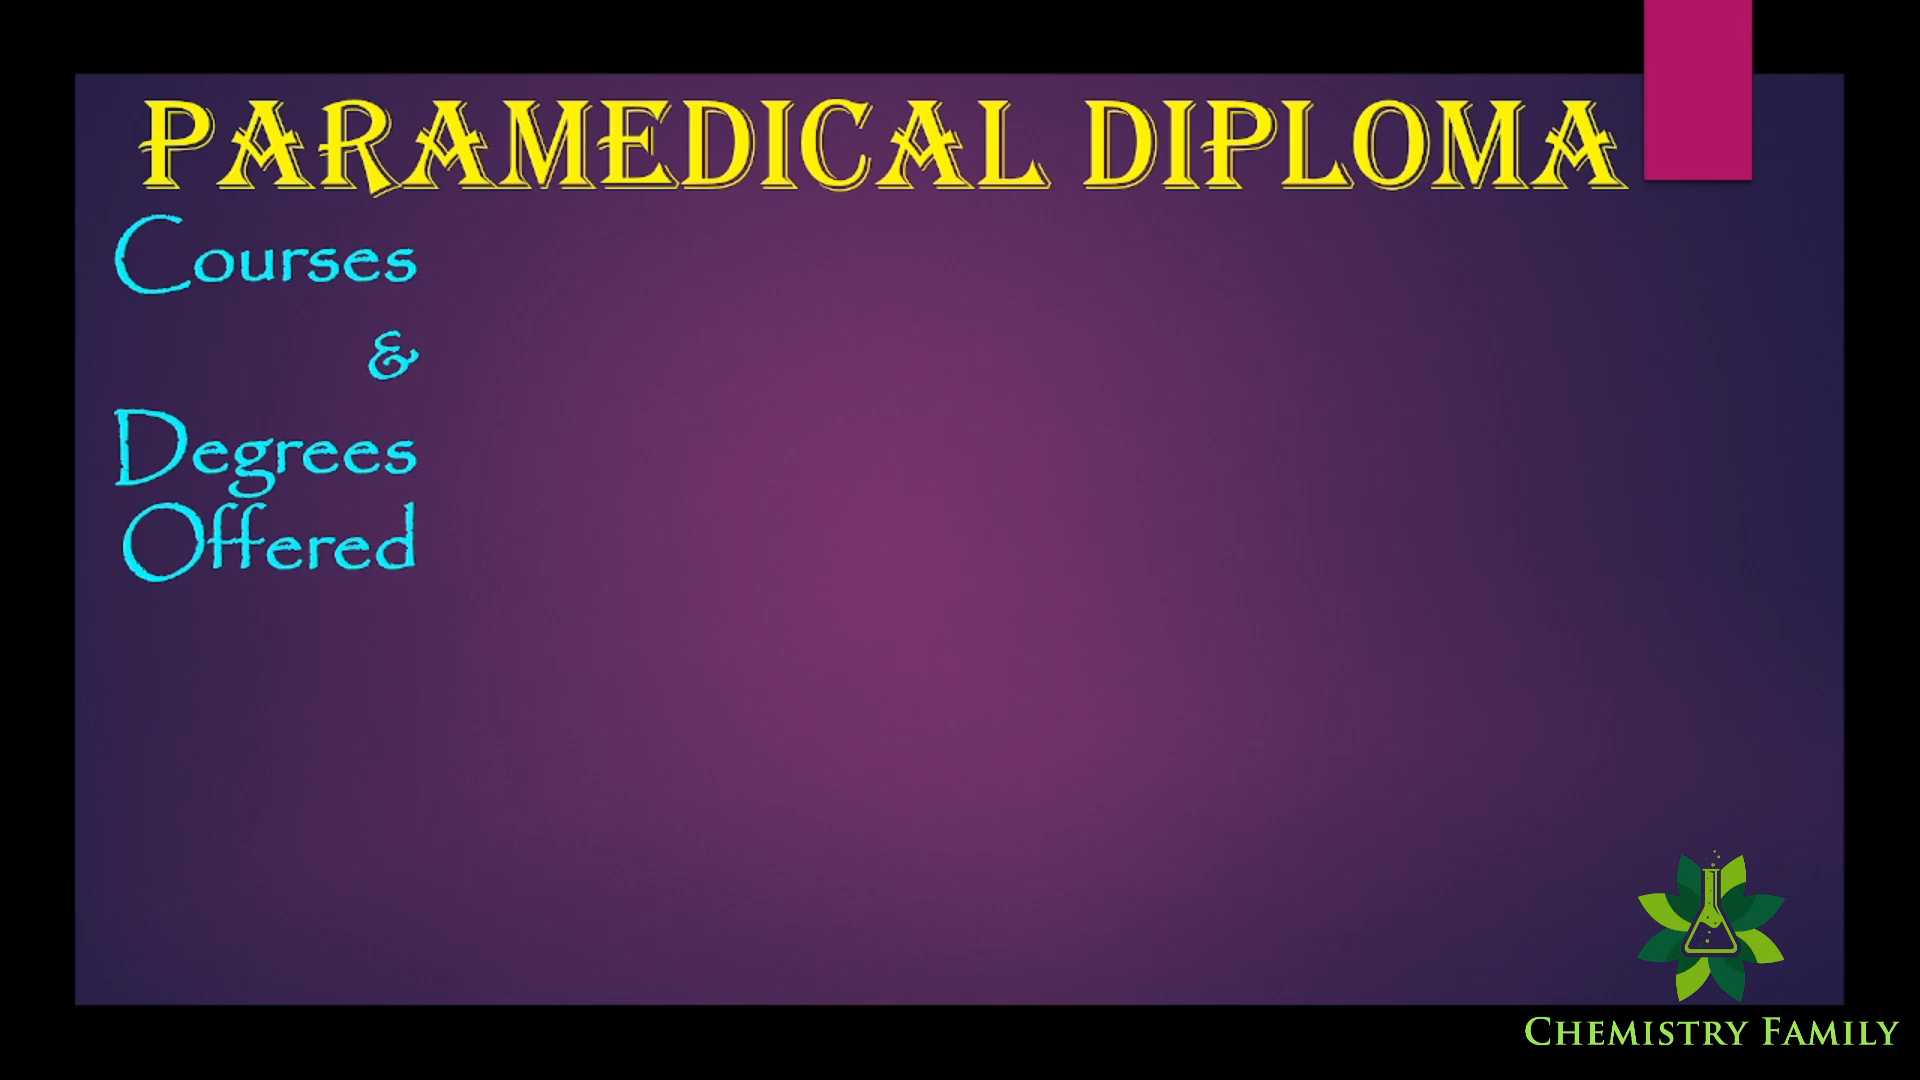 PARAMEDICAL DIPLOMA
Courses
&
Degrees
Offered
CHEMISTRY FAMILY